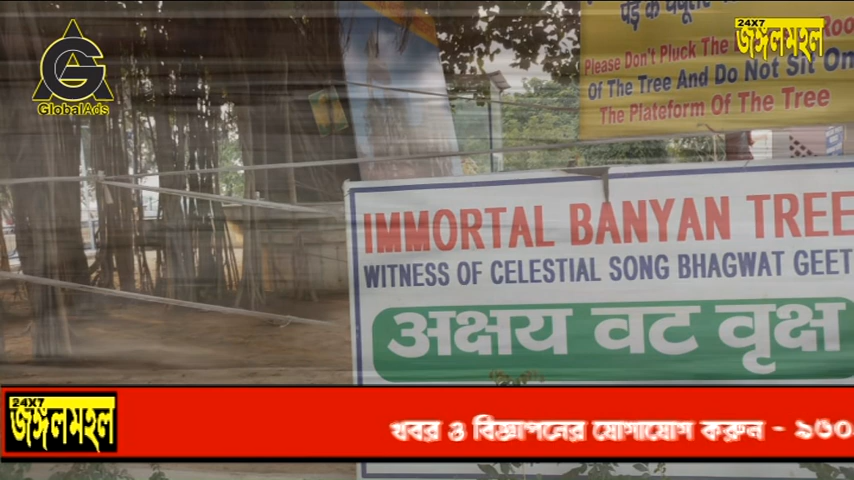 GlobalAds
24X7
জঙ্গলমহল
Please Don't Pluck The
Of The Tree And Do Not Sit On
The Plateform Of The Tree
IMMORTAL BANYAN TREE
WITNESS OF CELESTIAL SONG BHAGWAT GEET
अक्षय वट वृक्ष
24X7
জঙ্গলমহল
খবর ও বিজ্ঞাপনের যোগাযোগ করুন -